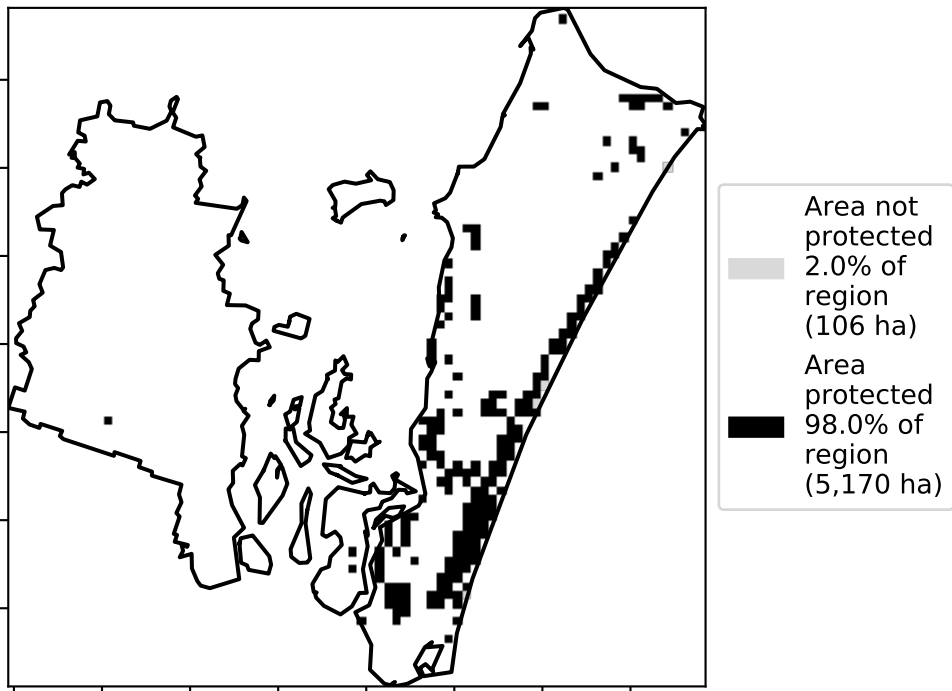 Area not
protected
2.0% of
region
(106 ha)
Area
protected
98.0% of
region
(5,170 ha)